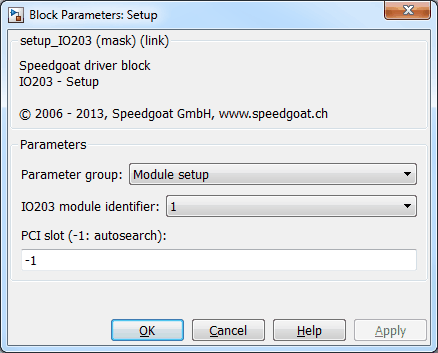 Block Parameters: Setup
setup_IO203 (mask) (link)
Speedgoat driver block
IO203 - Setup
© 2006 - 2013, Speedgoat GmbH, www.speedgoat.ch
Parameters
Parameter group: Module setup
IO203 module identifier: 1
PCI slot (-1: autosearch):
-1
OK Cancel Help Apply